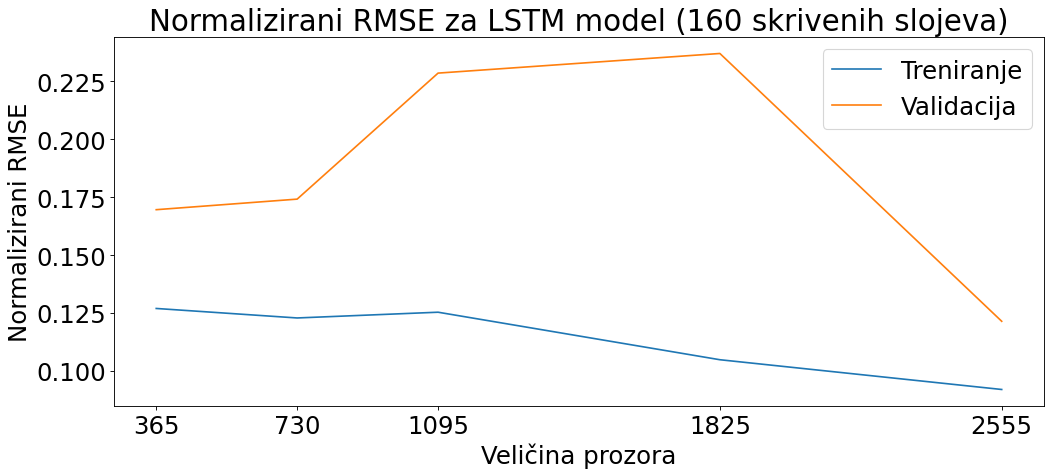 Normalizirani RMSE za LSTM model (160 skrivenih slojeva)
Treniranje
Validacija
Normalizirani RMSE
0.225
0.200
0.175
0.150
0.125
0.100
365 730 1095 1825 2555
Veličina prozora